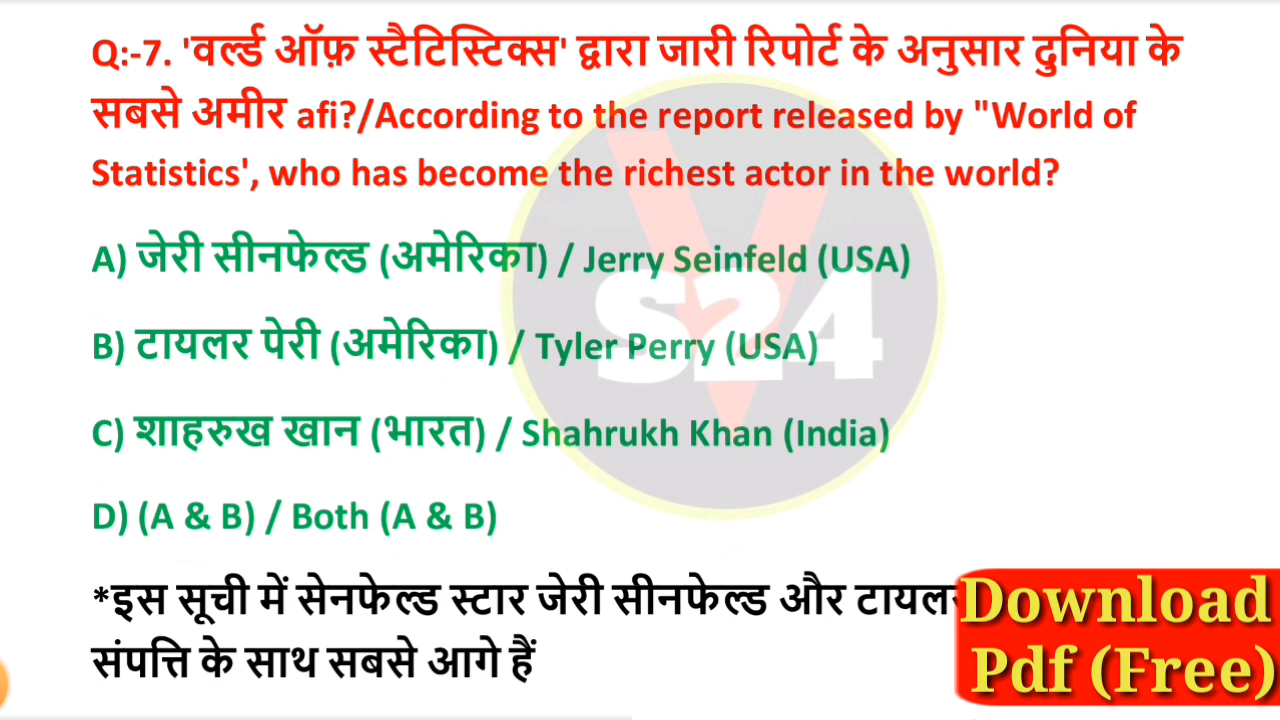 Q:-7. 'वर्ल्ड ऑफ़ स्टैटिस्टिक्स' द्वारा जारी रिपोर्ट के अनुसार दुनिया के
सबसे अमीर afi?/According to the report released by "World of
Statistics', who has become the richest actor in the world?
A) जेरी सीनफेल्ड (अमेरिका) / Jerry Seinfeld (USA)
B) टायलर पेरी (अमेरिका) / Tyler Perry (USA)
C) शाहरुख खान (भारत) / Shahrukh Khan (India)
D) (A & B) / Both (A & B)
*इस सूची में सेनफेल्ड स्टार जेरी सीनफेल्ड और
संपत्ति के साथ सबसे आगे हैं
Download
Pdf (Free)
S24